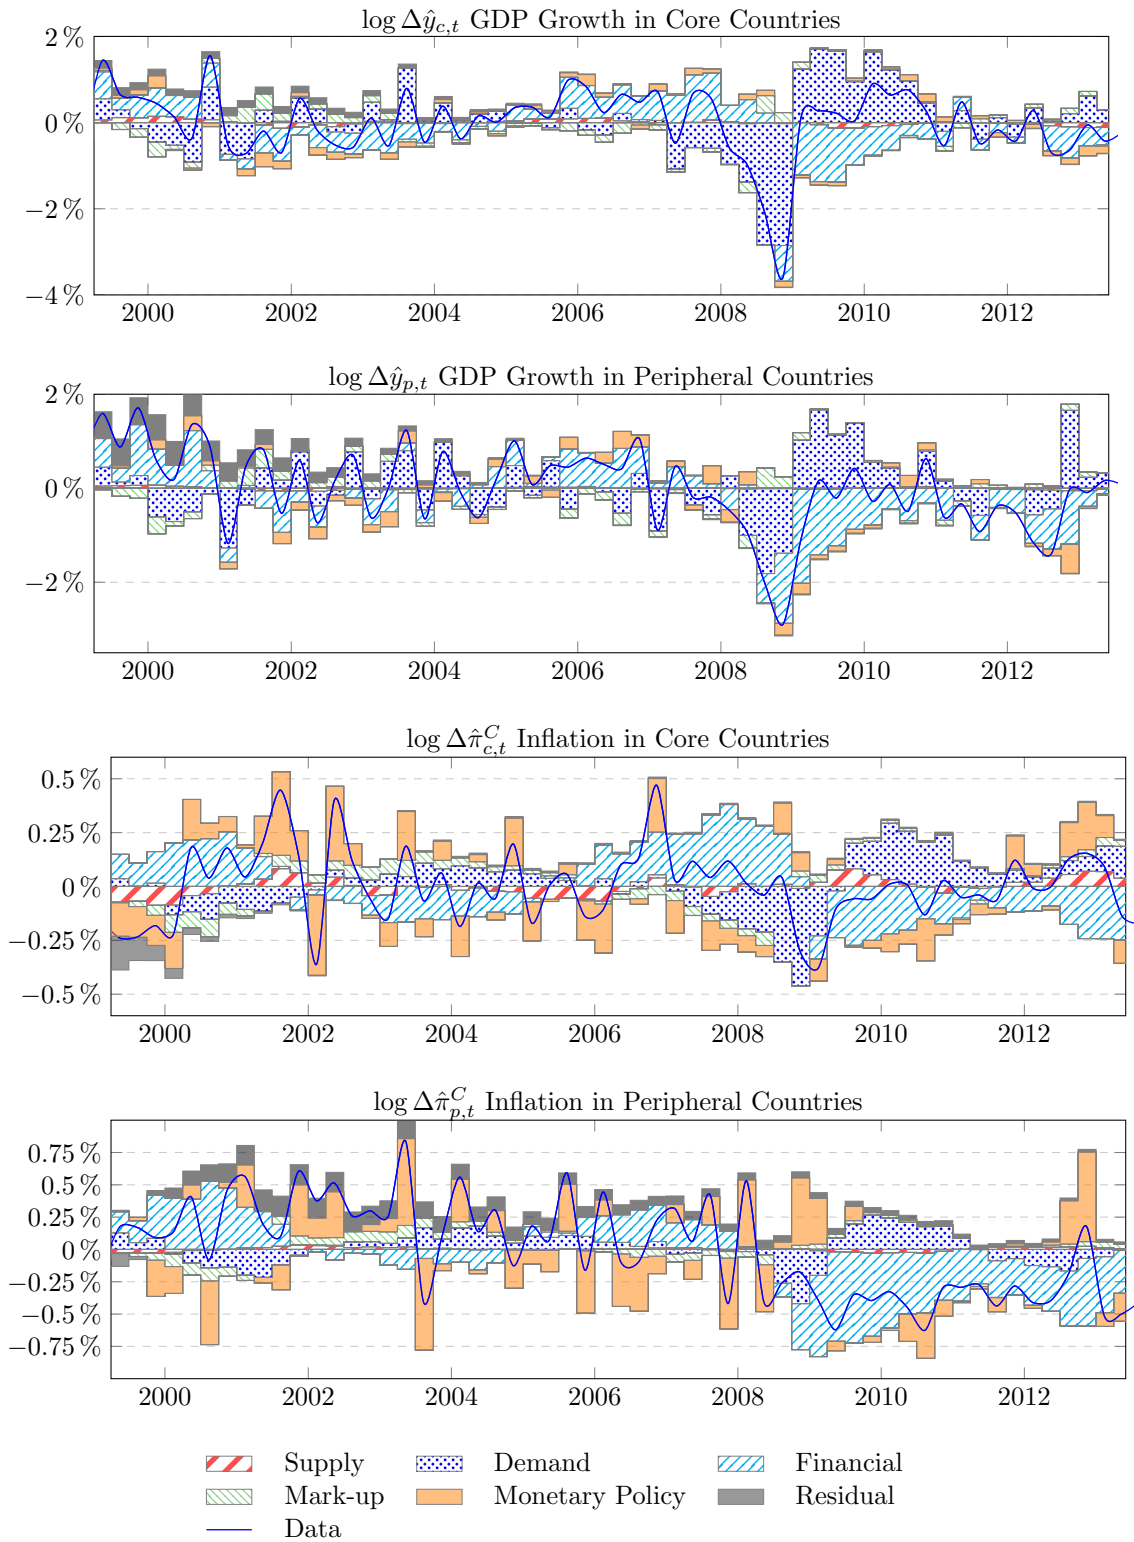 log Δŷc,t GDP Growth in Core Countries
2 %
0 %
−2 %
−4 %
2000 2002 2004 2006 2008 2010 2012
log Δŷp,t GDP Growth in Peripheral Countries
2 %
0 %
−2 %
2000 2002 2004 2006 2008 2010 2012
log Δπ̂Cc,t Inflation in Core Countries
0.5 %
0.25 %
0 %
−0.25 %
−0.5 %
2000 2002 2004 2006 2008 2010 2012
log Δπ̂Cp,t Inflation in Peripheral Countries
0.75 %
0.5 %
0.25 %
0 %
−0.25 %
−0.5 %
−0.75 %
2000 2002 2004 2006 2008 2010 2012
Supply Demand Financial
Mark-up Monetary Policy Residual
Data